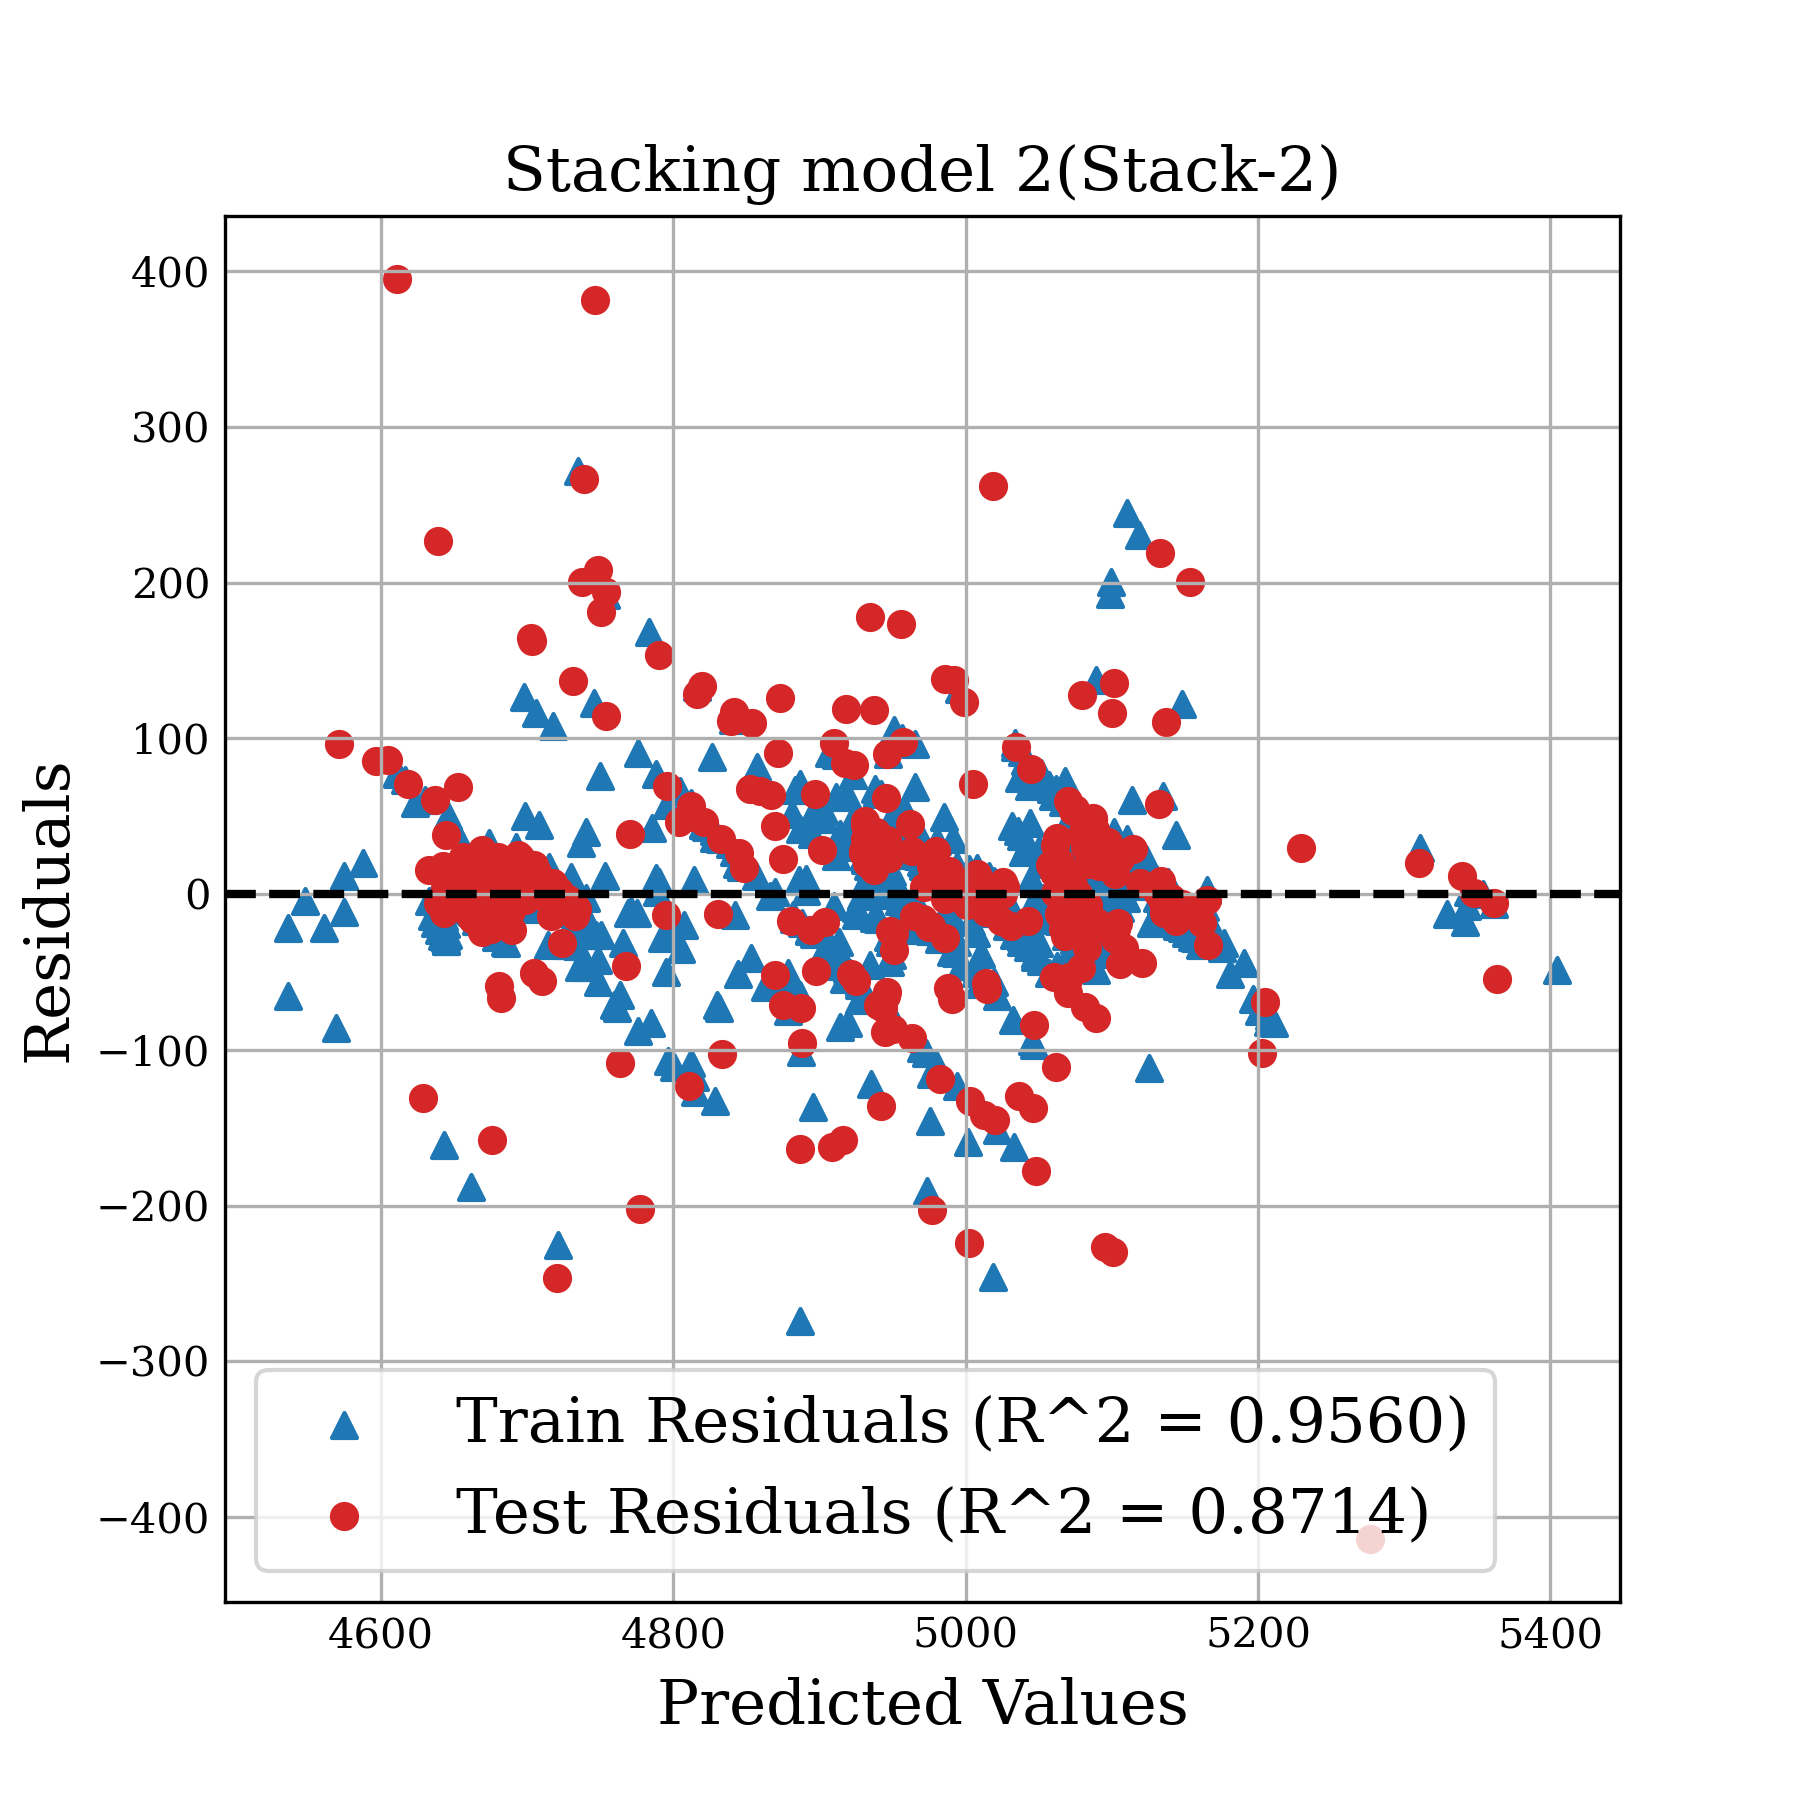 Stacking model 2(Stack-2)
400
300
200
100
0
−100
−200
−300
−400
Residuals
Train Residuals (R^2 = 0.9560)
Test Residuals (R^2 = 0.8714)
4600 4800 5000 5200 5400
Predicted Values